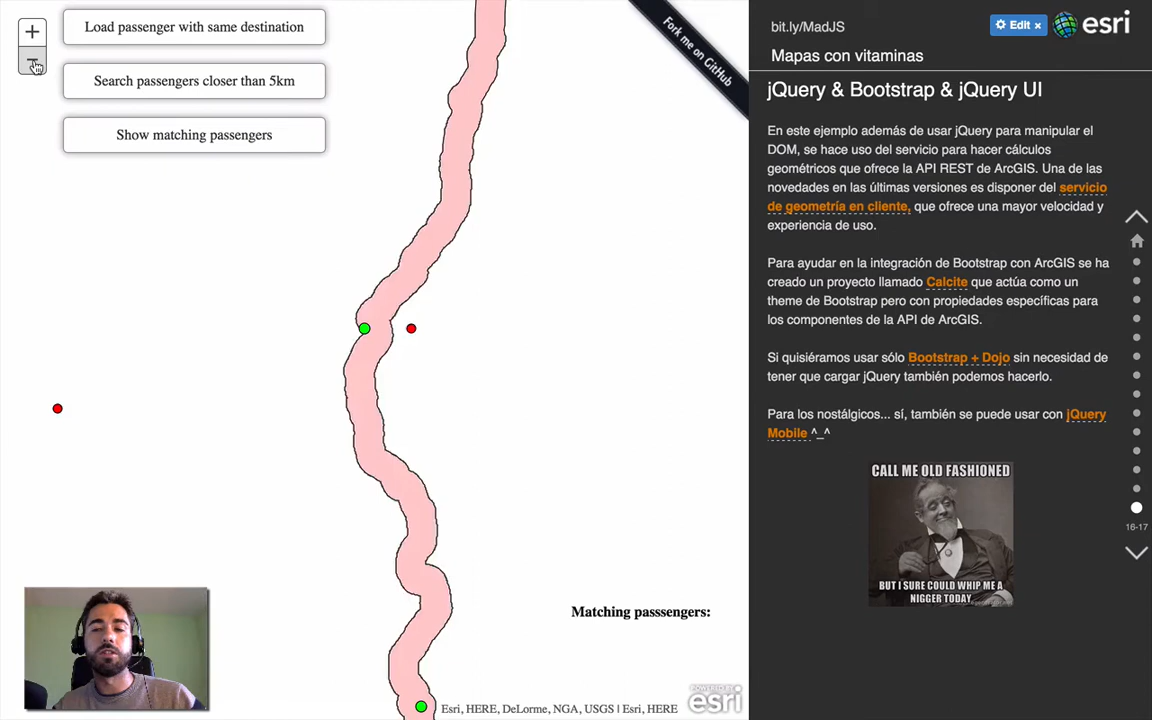 +
−
Load passenger with same destination
Search passengers closer than 5km
Show matching passengers
Fork me on GitHub
Matching passsengers:
Esri, HERE, DeLorme, NGA, USGS | Esri, HERE
POWERED BY
esri
bit.ly/MadJS
Edit ×
esri
Mapas con vitaminas
jQuery & Bootstrap & jQuery UI
En este ejemplo además de usar jQuery para manipular el
DOM, se hace uso del servicio para hacer cálculos
geométricos que ofrece la API REST de ArcGIS. Una de las
novedades en las últimas versiones es disponer del servicio
de geometría en cliente, que ofrece una mayor velocidad y
experiencia de uso.
Para ayudar en la integración de Bootstrap con ArcGIS se ha
creado un proyecto llamado Calcite que actúa como un
theme de Bootstrap pero con propiedades específicas para
los componentes de la API de ArcGIS.
Si quisiéramos usar sólo Bootstrap + Dojo sin necesidad de
tener que cargar jQuery también podemos hacerlo.
Para los nostálgicos... sí, también se puede usar con jQuery
Mobile ^_^
CALL ME OLD FASHIONED
BUT I SURE COULD WHIP ME A
NIGGER TODAY
16-17